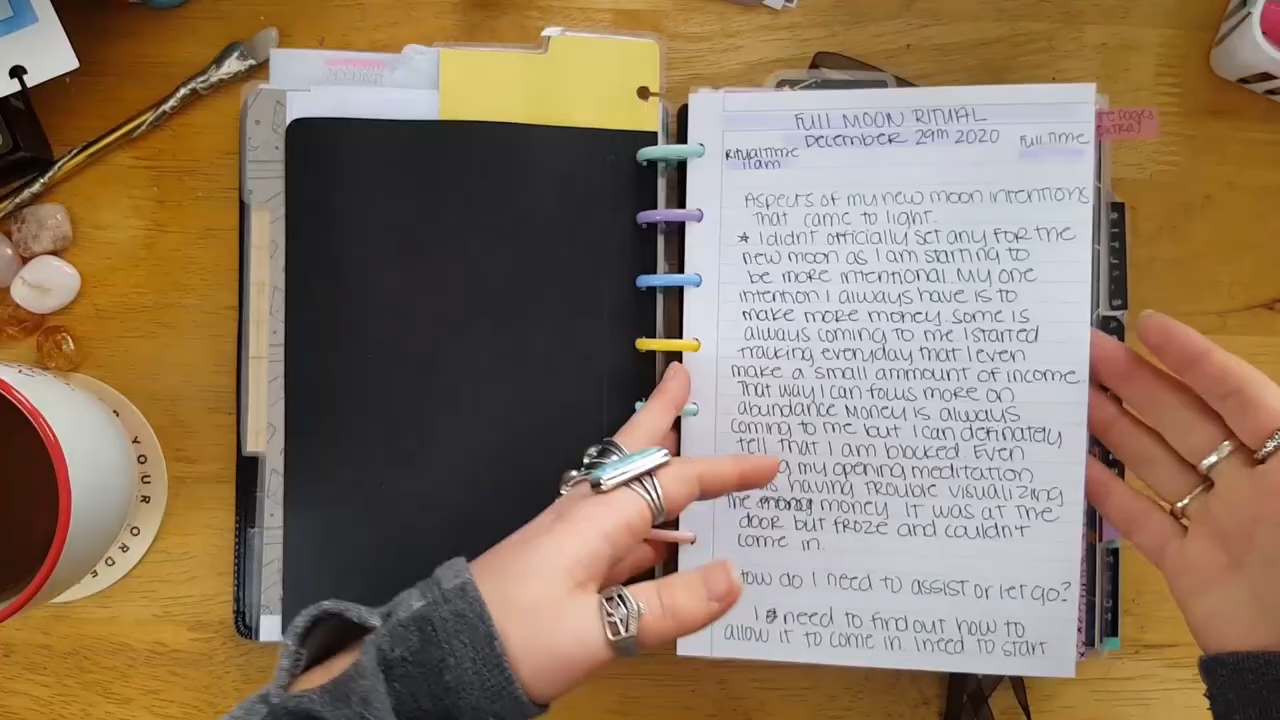 FULL MOON RITUAL
DECEMBER 29TH 2020
FULL TIME
RITUAL TIME
11am
ASPECTS OF MY NEW MOON INTENTIONS
THAT CAME TO LIGHT.
* I DIDNT OFFICIALLY SET ANY FOR THE
NEW MOON AS I AM STARTING TO
BE MORE INTENTIONAL. MY ONE
INTENTION I ALWAYS HAVE IS TO
MAKE MORE MONEY. SOME IS
ALWAYS COMING TO ME I STARTED
TRACKING EVERYDAY THAT I EVEN
MAKE A SMALL AMMOUNT OF INCOME.
THAT WAY I CAN FOCUS MORE ON
ABUNDANCE MONEY IS ALWAYS
COMING TO ME BUT I CAN DEFINATELY
TELL THAT I AM BLOCKED. EVEN
MY OPENING MEDITATION
HAVING TROUBLE VISUALIZING
THE MONEY IT WAS AT THE
DOOR BUT FROZE AND COULDN'T
COME IN.
HOW DO I NEED TO ASSIST OR LET GO?
I NEED TO FIND OUT HOW TO
ALLOW IT TO COME IN. I NEED TO START
YOUR ORDE